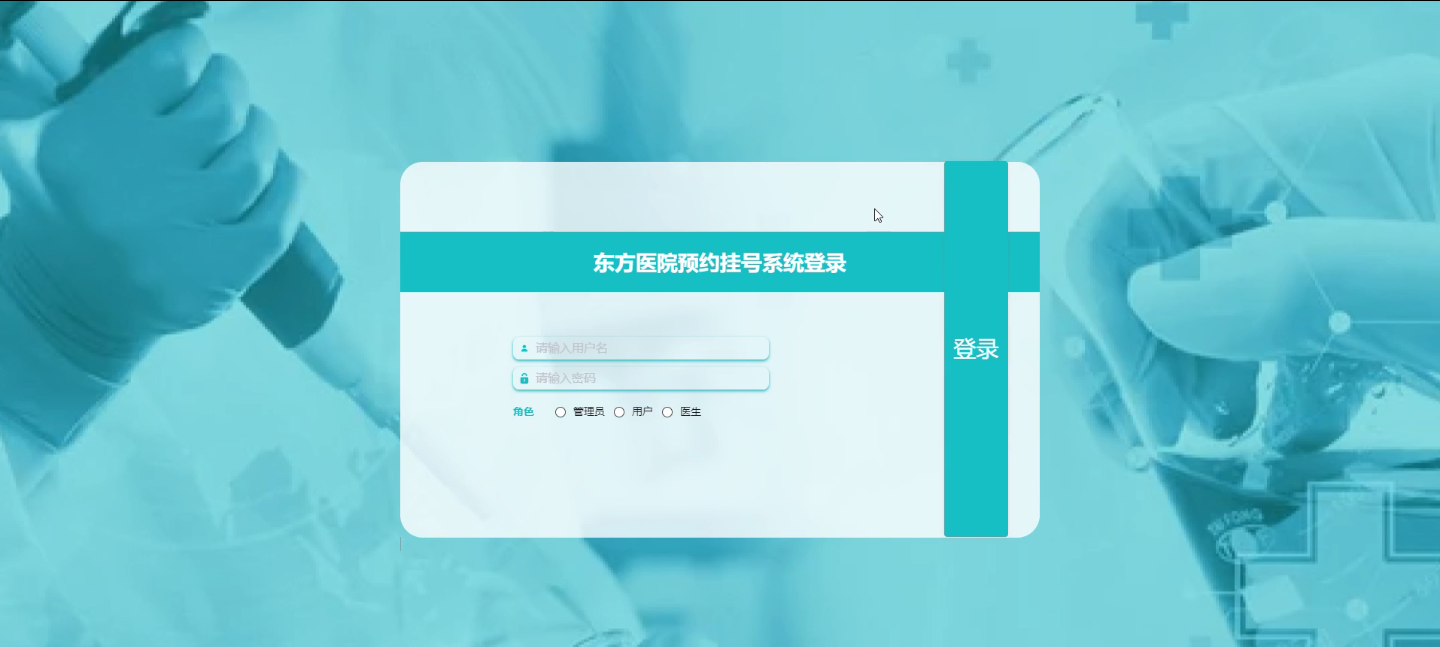 东方医院预约挂号系统登录
请输入用户名
请输入密码
角色 管理员 用户 医生
登录